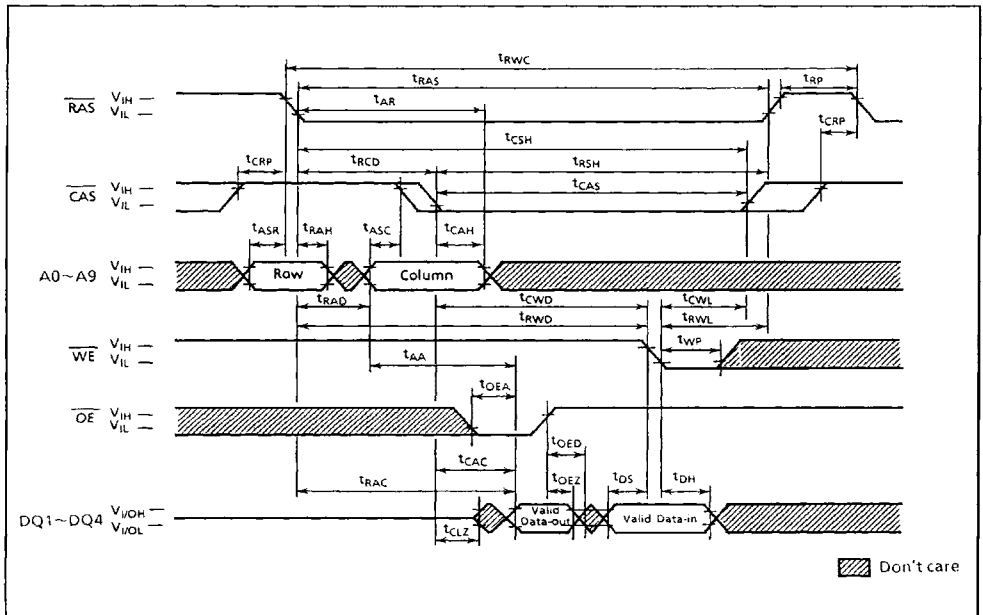 tRWC
tRAS
tRP
RAS
VIH
VIL
tAR
tCRP
tCSH
tCRP
tRCD
tRSH
CAS
VIH
VIL
tCAS
tASR
tRAH
tASC
tCAH
A0~A9
VIH
VIL
Row
Column
tRAD
tCWD
tCWL
tRWD
tRWL
WE
VIH
VIL
tWP
tAA
tOEA
OE
VIH
VIL
tOED
tCAC
tOEZ
tDS
tDH
tRAC
DQ1~DQ4
VI/OH
VI/OL
Valid
Data-out
Valid Data-in
tCLZ
Don't care